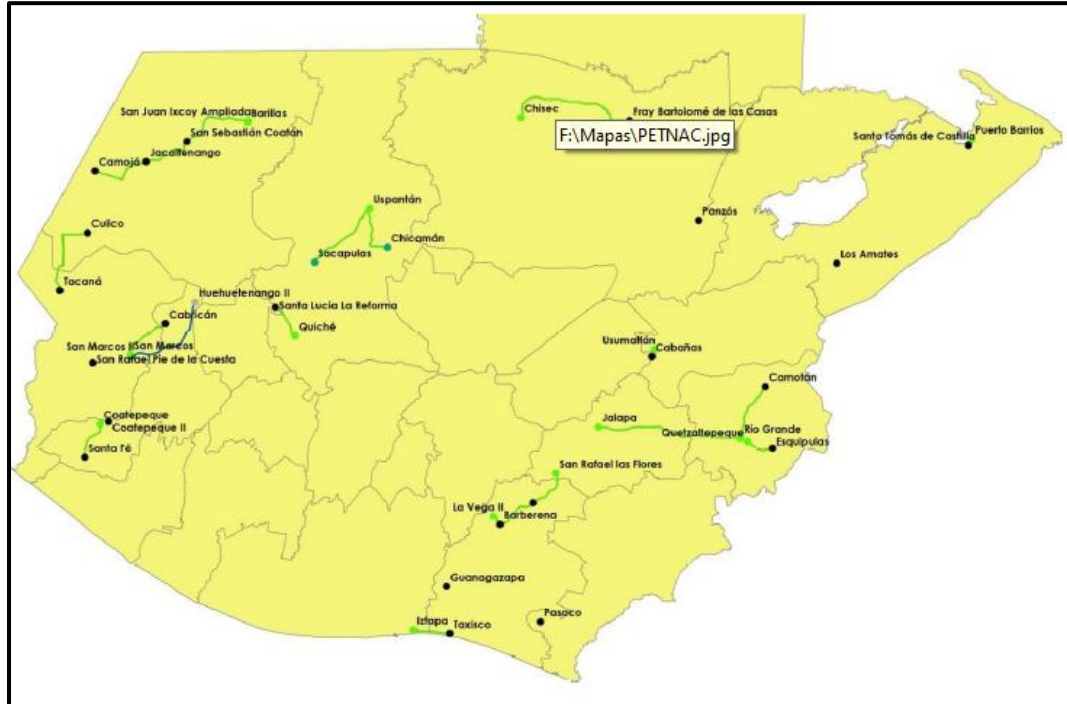 San Juan Ixcoy Ampliada
Barillas
San Sebastián Coatán
Jacaltenango
Camojá
Chisec
Fray Bartolomé de las Casas
F:\Mapas\PETNAC.jpg
Santo Tomás de Castilla
Puerto Barrios
Cuilco
Uspantán
Chicamán
Sacapulas
Panzós
Los Amates
Tacaná
Huehuetenango II
Santa Lucia La Reforma
Cabricán
Quiché
San Marcos II
San Marcos
San Rafael Pie de la Cuesta
Usumatlán
Cabañas
Camotán
Coatepeque
Coatepeque II
Santa Fé
Jalapa
Quetzaltepeque
Rio Grande
Esquipulas
San Rafael las Flores
La Vega II
Barberena
Guanagazapa
Iztapa
Taxisco
Pasaco